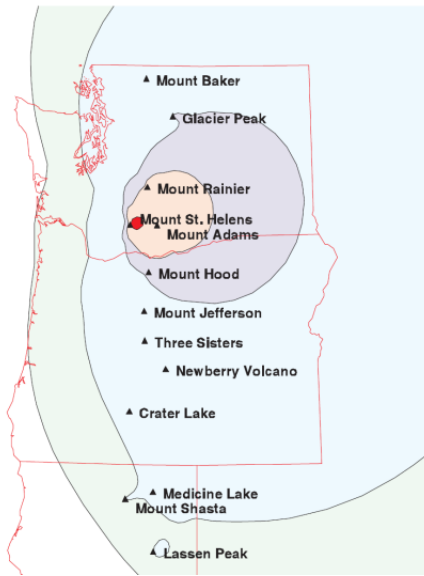 Mount Baker
Glacier Peak
Mount Rainier
Mount St. Helens
Mount Adams
Mount Hood
Mount Jefferson
Three Sisters
Newberry Volcano
Crater Lake
Medicine Lake
Mount Shasta
Lassen Peak